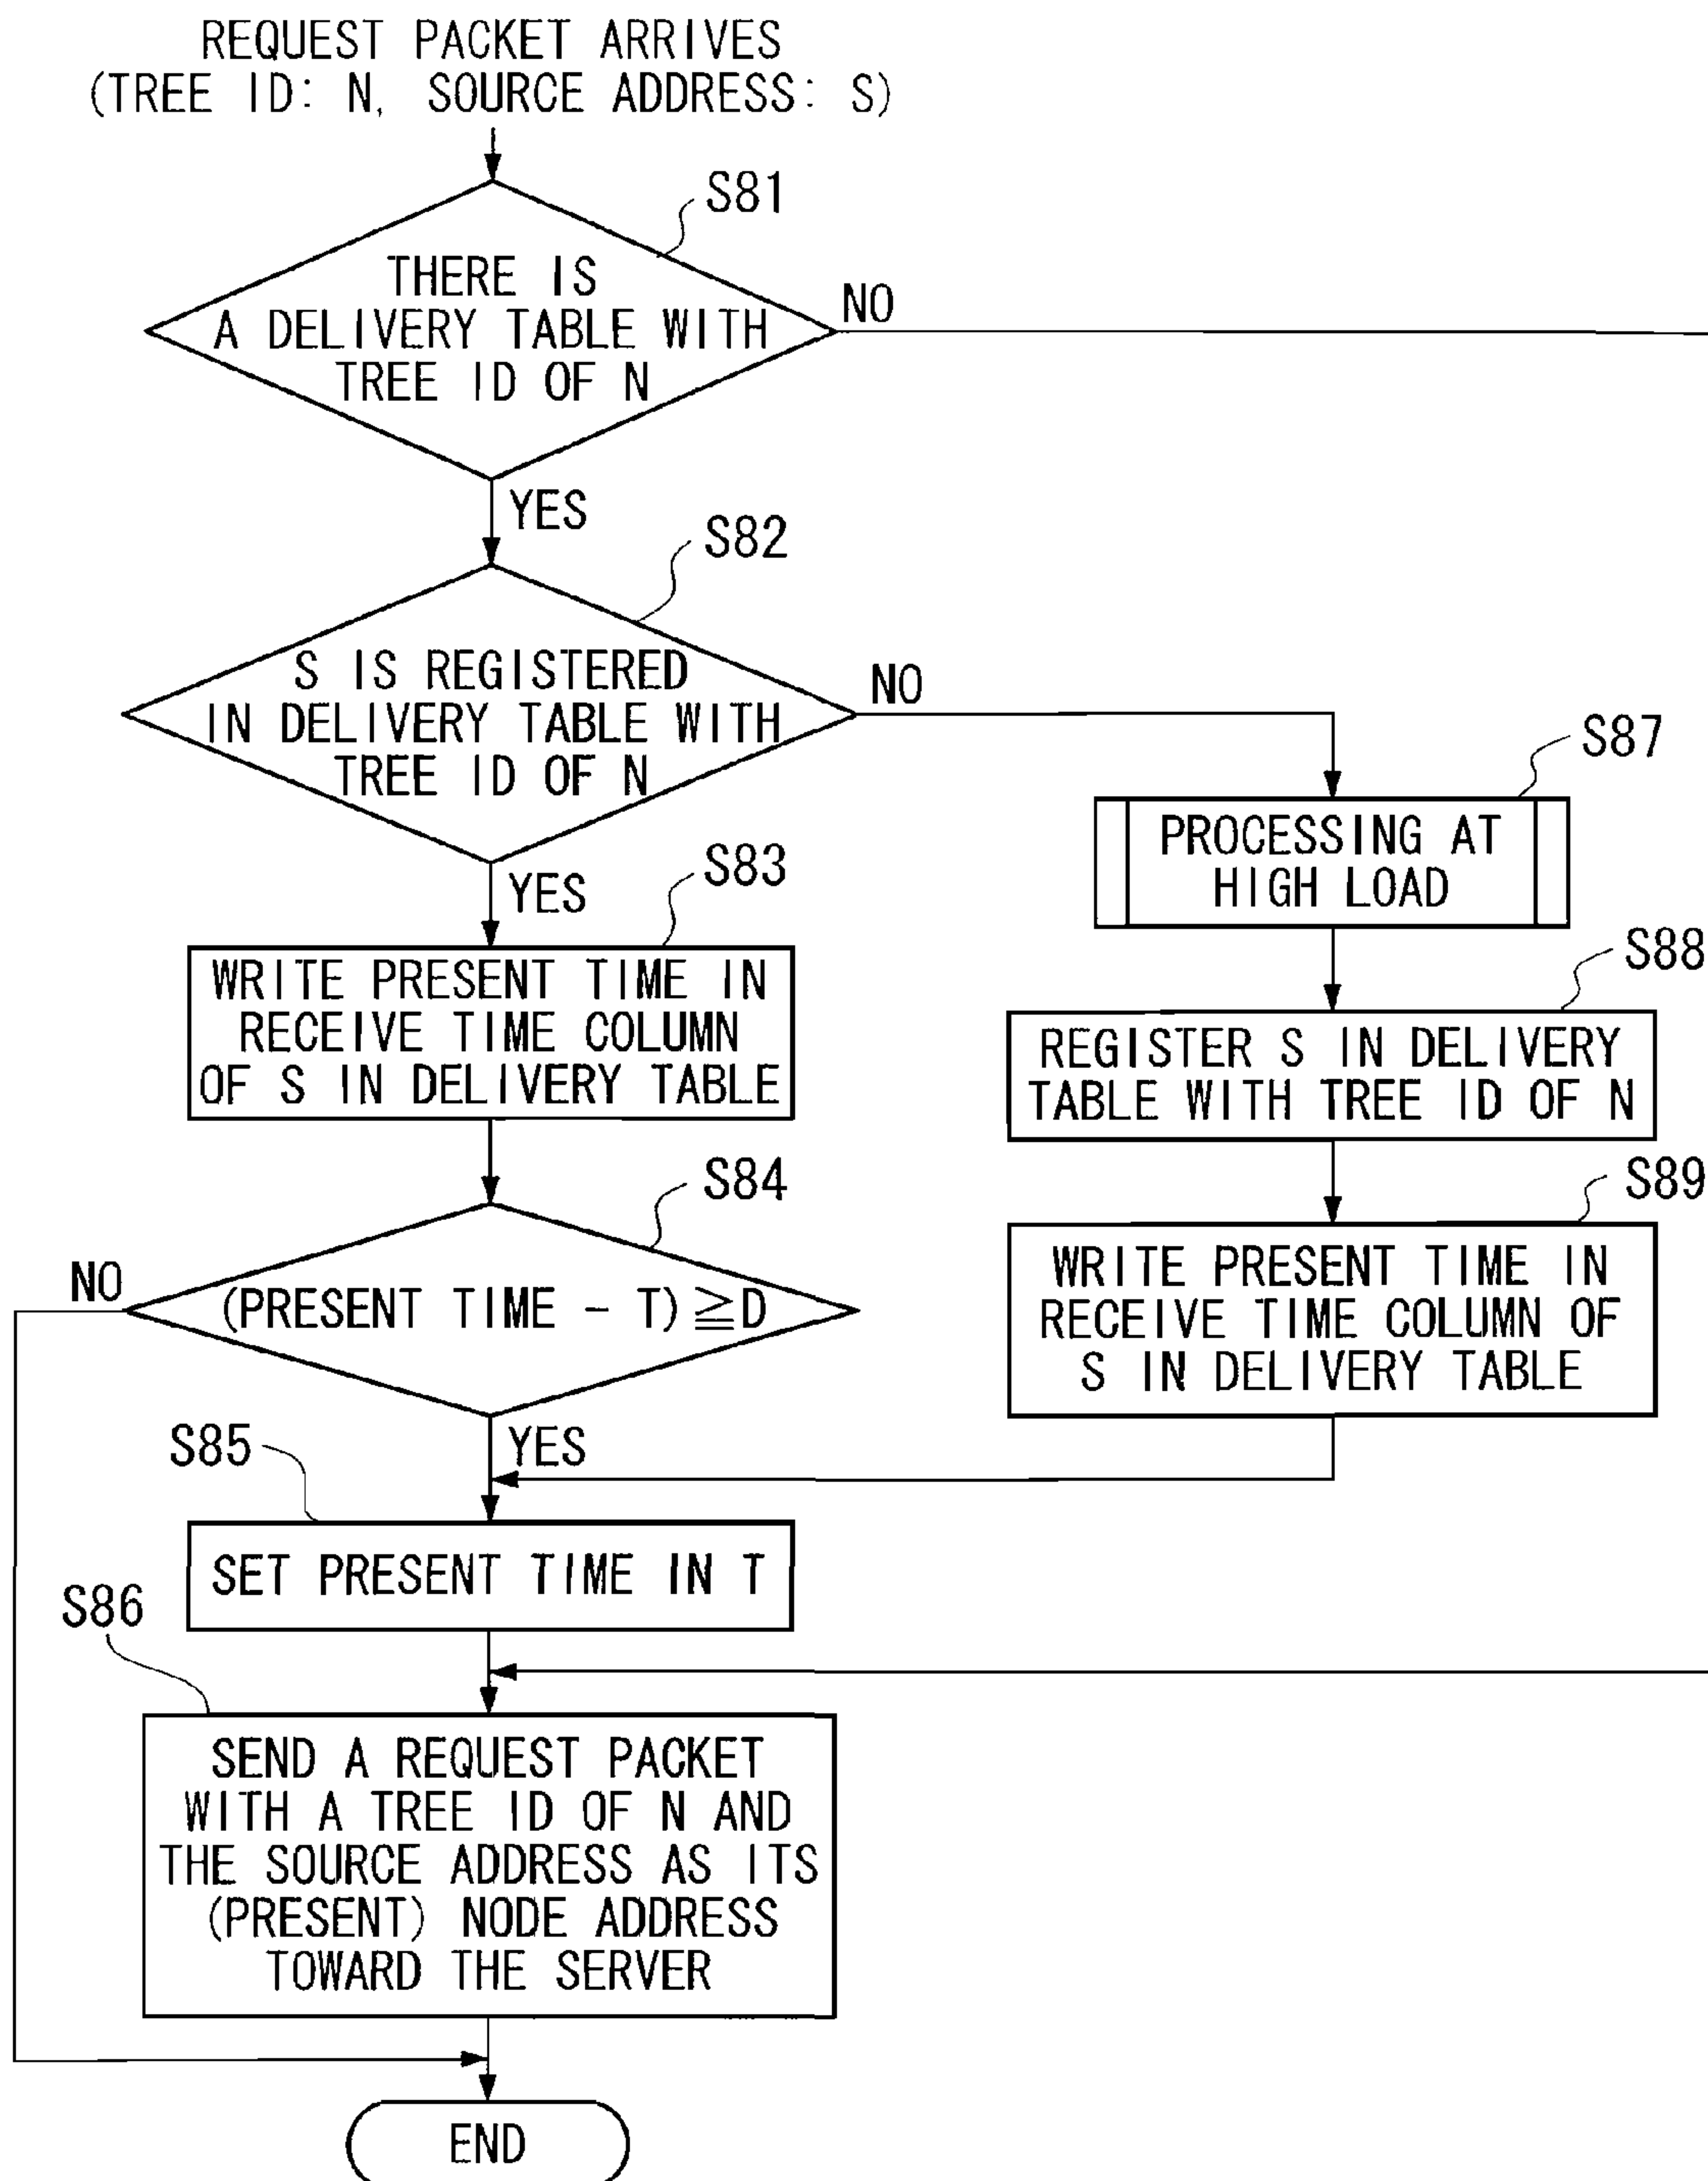 REQUEST PACKET ARRIVES
(TREE ID: N, SOURCE ADDRESS: S)
S81
THERE IS
A DELIVERY TABLE WITH
TREE ID OF N
NO
YES
S82
S IS REGISTERED
IN DELIVERY TABLE WITH
TREE ID OF N
NO
YES
S87
PROCESSING AT
HIGH LOAD
S83
WRITE PRESENT TIME IN
RECEIVE TIME COLUMN
OF S IN DELIVERY TABLE
S88
REGISTER S IN DELIVERY
TABLE WITH TREE ID OF N
S84
(PRESENT TIME - T) ≧ D
NO
YES
S89
WRITE PRESENT TIME IN
RECEIVE TIME COLUMN OF
S IN DELIVERY TABLE
S85
SET PRESENT TIME IN T
S86
SEND A REQUEST PACKET
WITH A TREE ID OF N AND
THE SOURCE ADDRESS AS ITS
(PRESENT) NODE ADDRESS
TOWARD THE SERVER
END